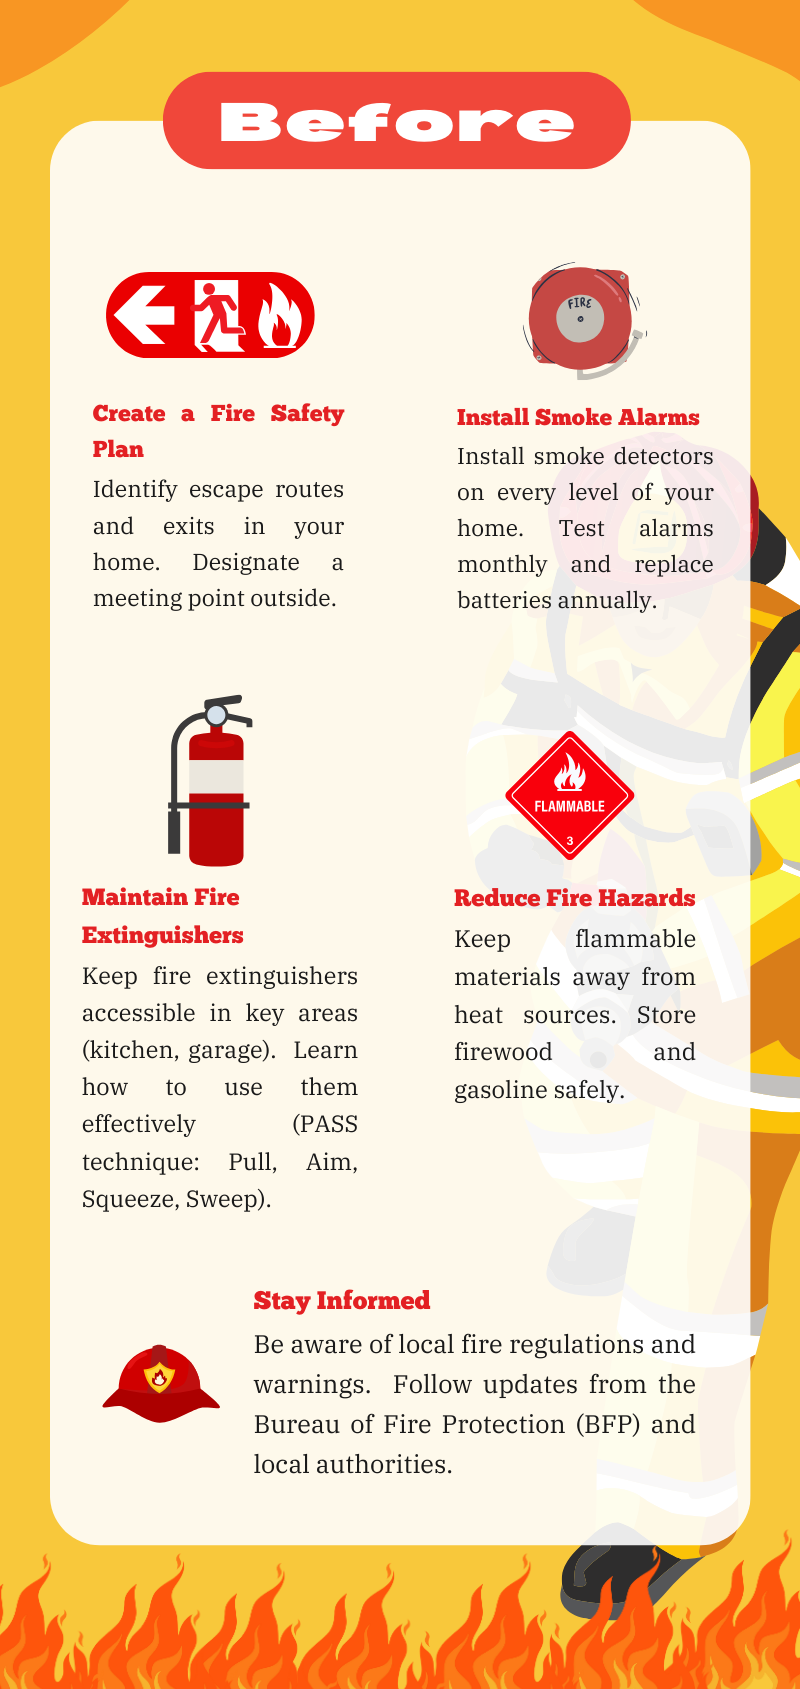 Before
FIRE
Create a Fire Safety
Plan
Identify escape routes
and exits in your
home. Designate a
meeting point outside.
Install Smoke Alarms
Install smoke detectors
on every level of your
home. Test alarms
monthly and replace
batteries annually.
Maintain Fire
Extinguishers
Keep fire extinguishers
accessible in key areas
(kitchen, garage). Learn
how to use them
effectively (PASS
technique: Pull, Aim,
Squeeze, Sweep).
FLAMMABLE
3
Reduce Fire Hazards
Keep flammable
materials away from
heat sources. Store
firewood and
gasoline safely.
Stay Informed
Be aware of local fire regulations and
warnings. Follow updates from the
Bureau of Fire Protection (BFP) and
local authorities.